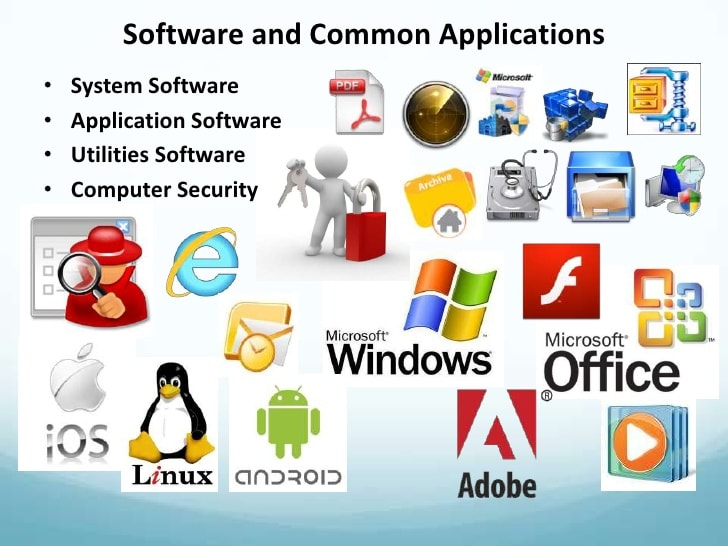 Software and Common Applications
• System Software
• Application Software
• Utilities Software
• Computer Security
PDF
Microsoft
Archive
Microsoft®
Windows
Microsoft®
Office
®
iOS
Linux
ANDROID
Adobe